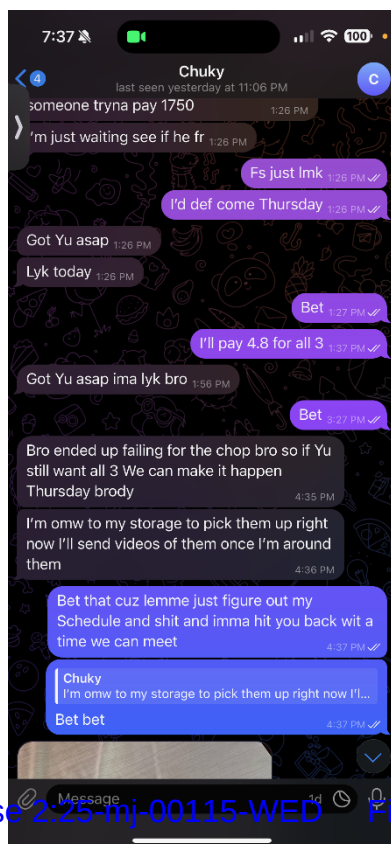 7:37
100
4
Chuky
last seen yesterday at 11:06 PM
C
someone tryna pay 1750
1:26 PM
'm just waiting see if he fr 1:26 PM
Fs just lmk 1:26 PM
I'd def come Thursday 1:26 PM
Got Yu asap 1:26 PM
Lyk today 1:26 PM
Bet 1:27 PM
I'll pay 4.8 for all 3 1:37 PM
Got Yu asap ima lyk bro 1:56 PM
Bet 3:27 PM
Bro ended up failing for the chop bro so if Yu
still want all 3 We can make it happen
Thursday brody
4:35 PM
I'm omw to my storage to pick them up right
now I'll send videos of them once I'm around
them
4:36 PM
Bet that cuz lemme just figure out my
Schedule and shit and imma hit you back wit a
time we can meet
4:37 PM
Chuky
I'm omw to my storage to pick them up right now I'l...
Bet bet
4:37 PM
Message
1d
se 2:25-mj-00115-WED